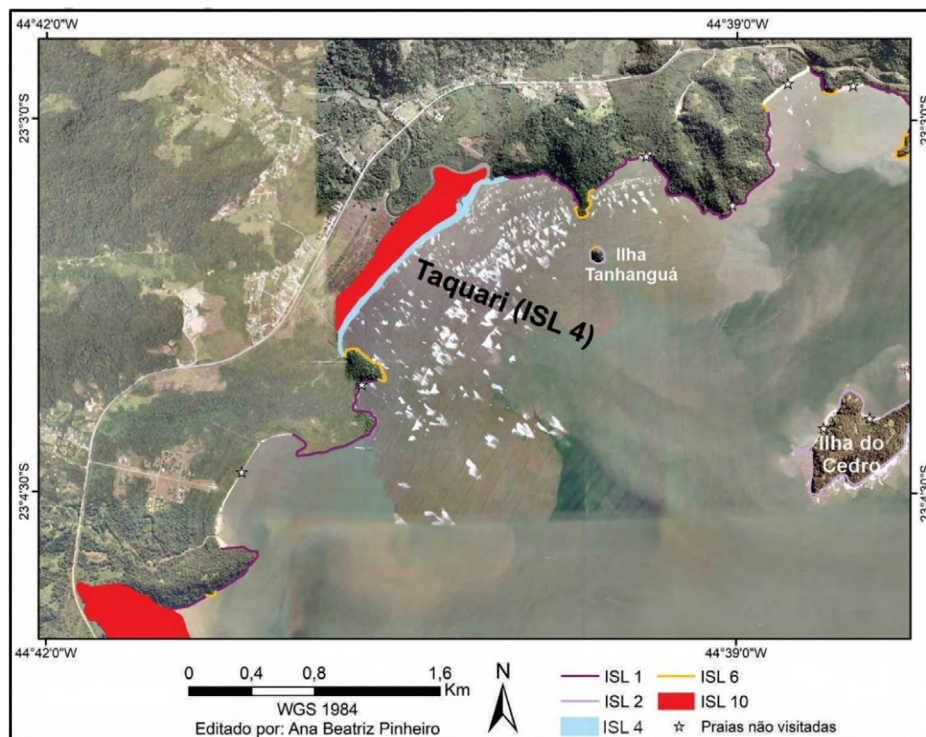 44°42'0"W
44°39'0"W
23°3'0"S
23°3'0"S
Ilha
Tanhanguá
Taquari (ISL 4)
Ilha do
Cedro
23°4'30"S
23°4'30"S
44°42'0"W
44°39'0"W
0 0,4 0,8 1,6
Km
WGS 1984
Editado por: Ana Beatriz Pinheiro
N
ISL 1
ISL 2
ISL 4
ISL 6
ISL 10
Praias não visitadas